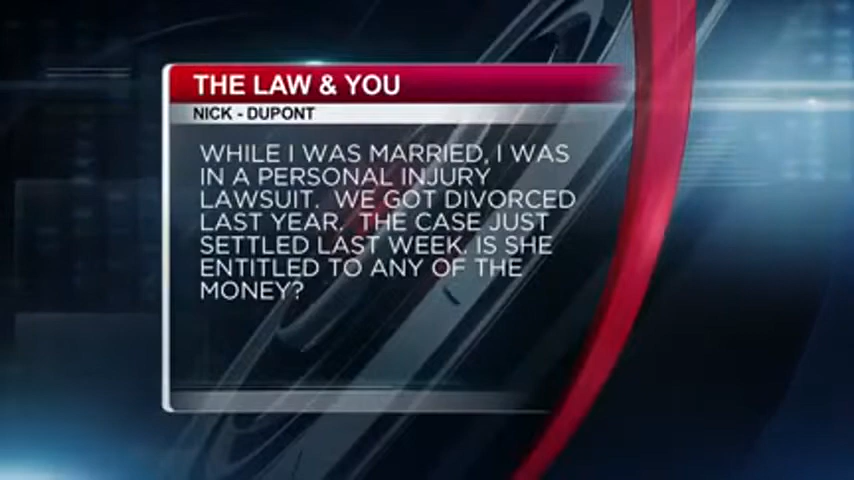 THE LAW & YOU
NICK - DUPONT
WHILE I WAS MARRIED, I WAS
IN A PERSONAL INJURY
LAWSUIT. WE GOT DIVORCED
LAST YEAR. THE CASE JUST
SETTLED LAST WEEK. IS SHE
ENTITLED TO ANY OF THE
MONEY?